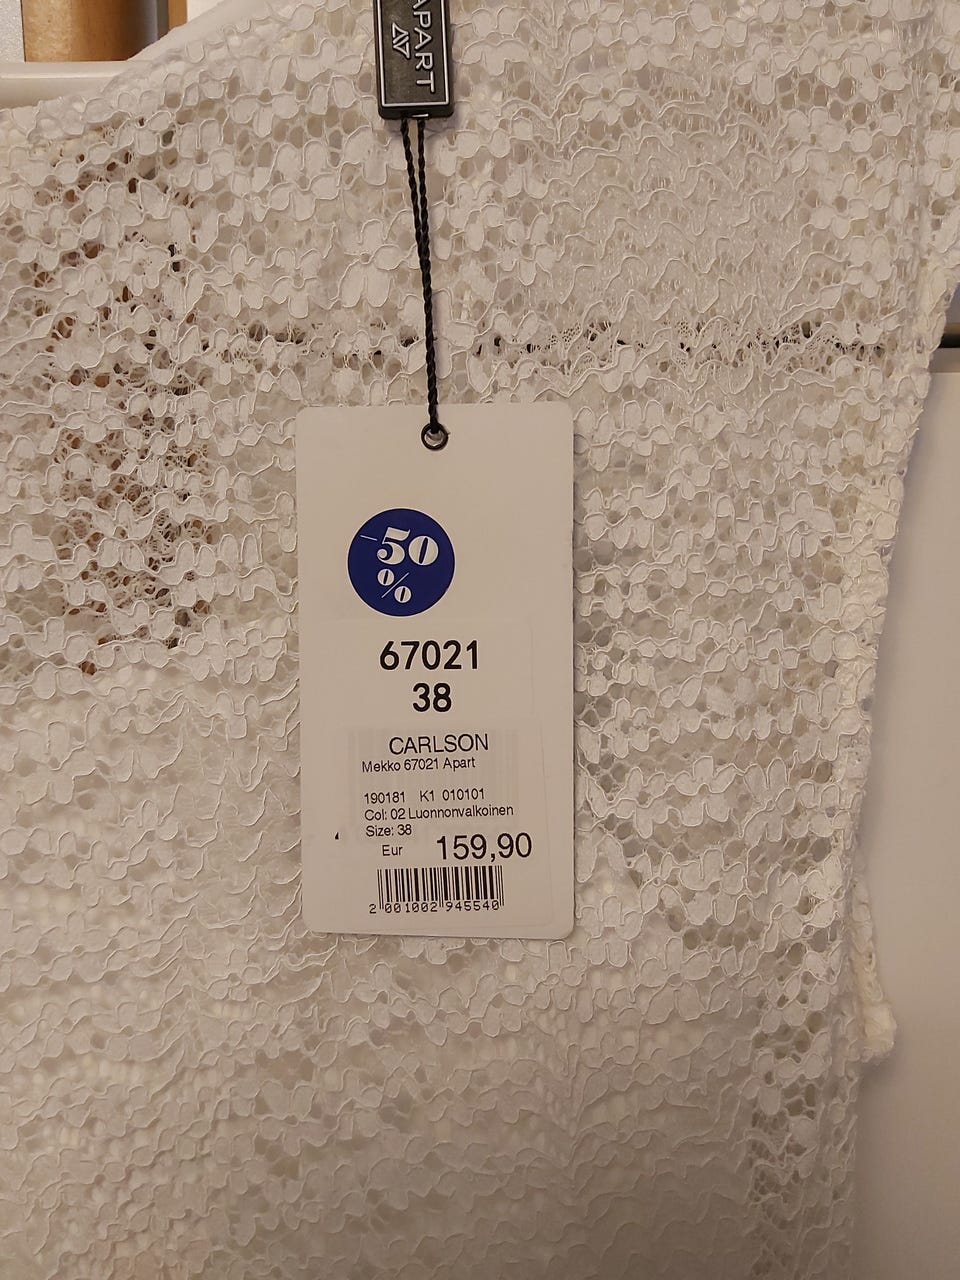 APART
-50
%
67021
38
CARLSON
Mekko 67021 Apart
190181 K1 010101
Col: 02 Luonnonvalkoinen
Size: 38
Eur 159,90
2 001002 945540